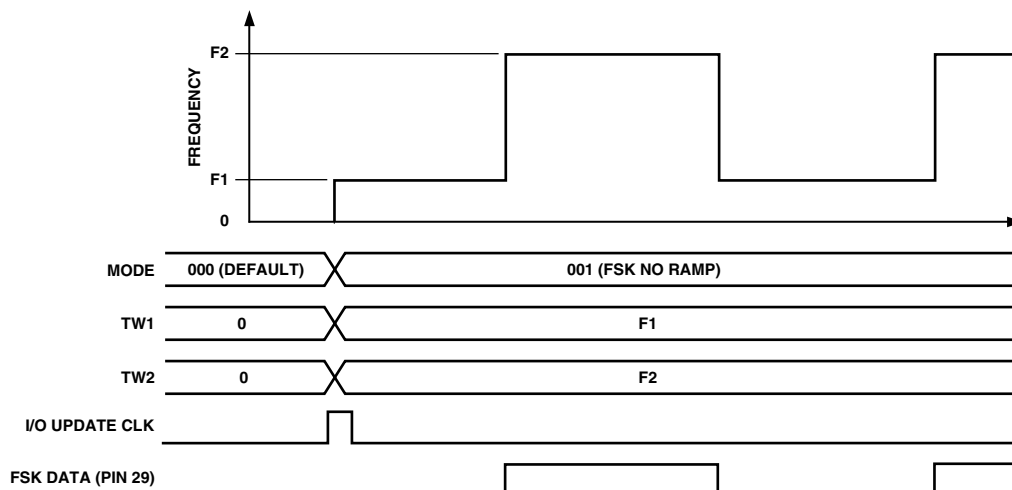 F2
FREQUENCY
F1
0
MODE 000 (DEFAULT) 001 (FSK NO RAMP)
TW1 0 F1
TW2 0 F2
I/O UPDATE CLK
FSK DATA (PIN 29)